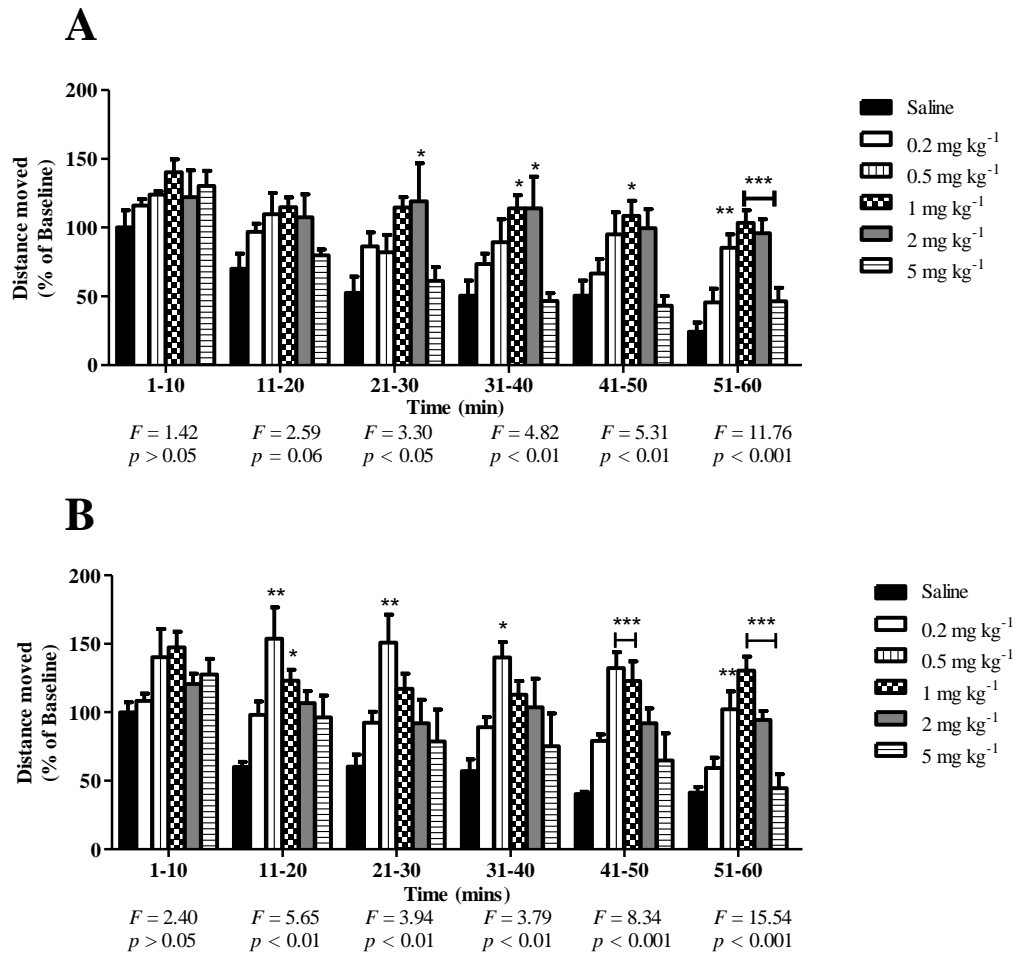 A
200
150
100
50
0
Distance moved
(% of Baseline)
*
*
*
*
**
***
Saline
0.2 mg kg-1
0.5 mg kg-1
1 mg kg-1
2 mg kg-1
5 mg kg-1
1-10 11-20 21-30 31-40 41-50 51-60
Time (min)
F = 1.42 F = 2.59 F = 3.30 F = 4.82 F = 5.31 F = 11.76
p > 0.05 p = 0.06 p < 0.05 p < 0.01 p < 0.01 p < 0.001
B
200
150
100
50
0
Distance moved
(% of Baseline)
**
*
**
*
***
**
***
Saline
0.2 mg kg-1
0.5 mg kg-1
1 mg kg-1
2 mg kg-1
5 mg kg-1
1-10 11-20 21-30 31-40 41-50 51-60
Time (mins)
F = 2.40 F = 5.65 F = 3.94 F = 3.79 F = 8.34 F = 15.54
p > 0.05 p < 0.01 p < 0.01 p < 0.01 p < 0.001 p < 0.001